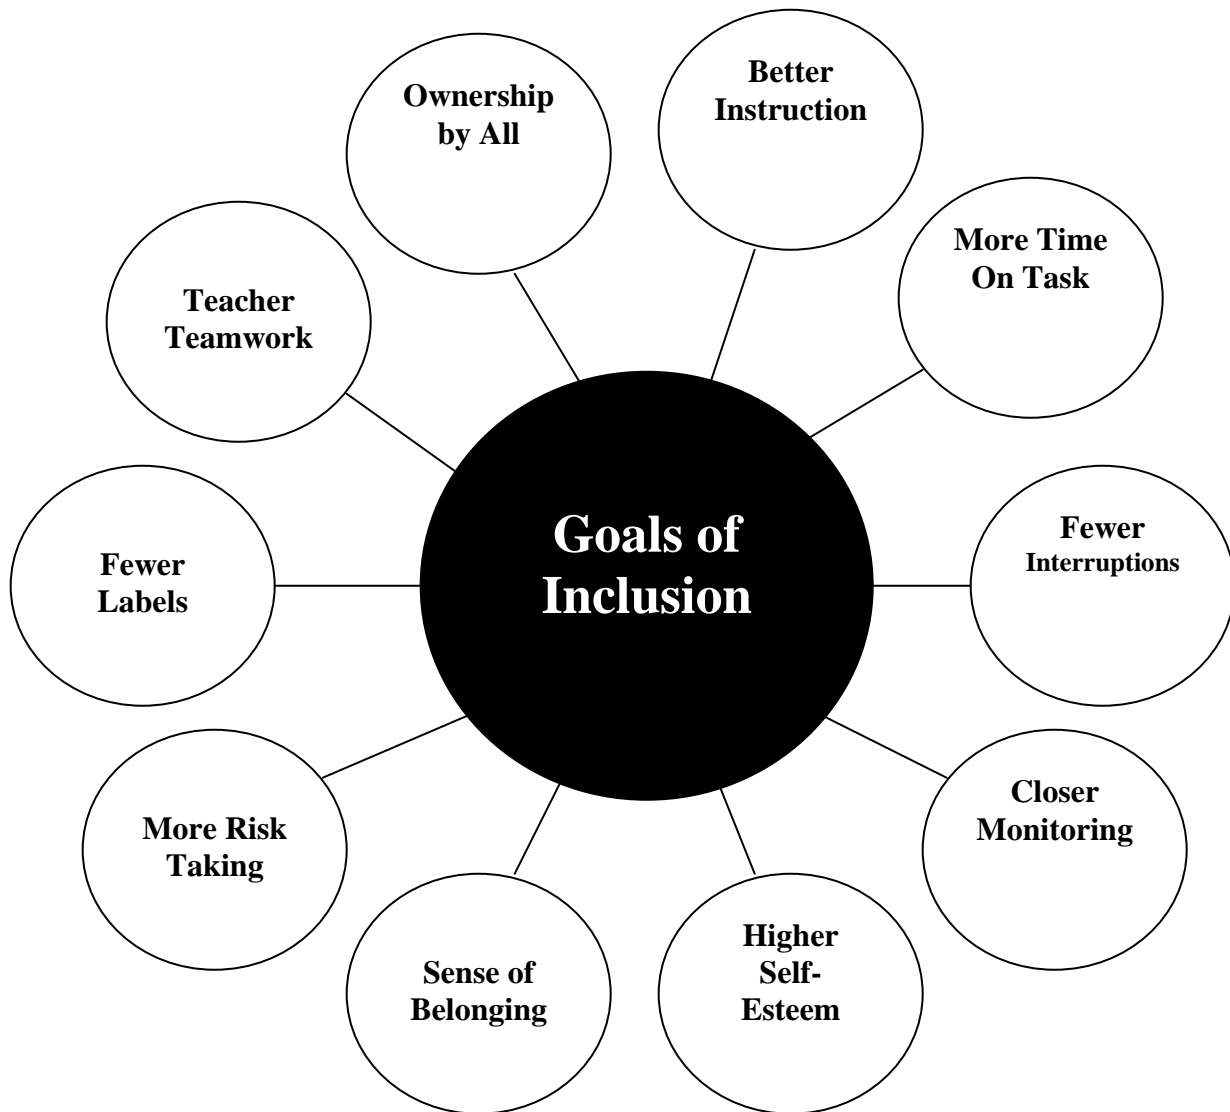 Goals of
Inclusion
Better
Instruction
More Time
On Task
Fewer
Interruptions
Closer
Monitoring
Higher
Self-
Esteem
Sense of
Belonging
More Risk
Taking
Fewer
Labels
Teacher
Teamwork
Ownership
by All